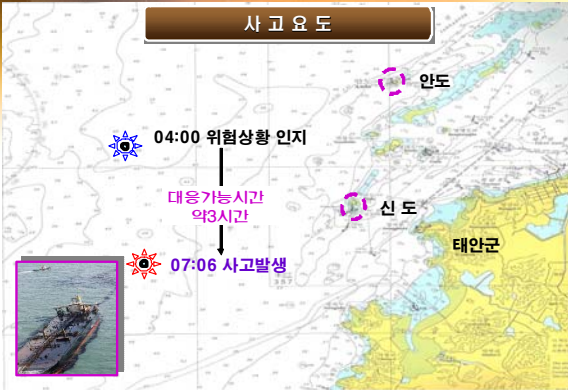 사 고 요 도
안도
04:00 위험상황 인지
대응가능시간
약3시간
신 도
태안군
07:06 사고발생